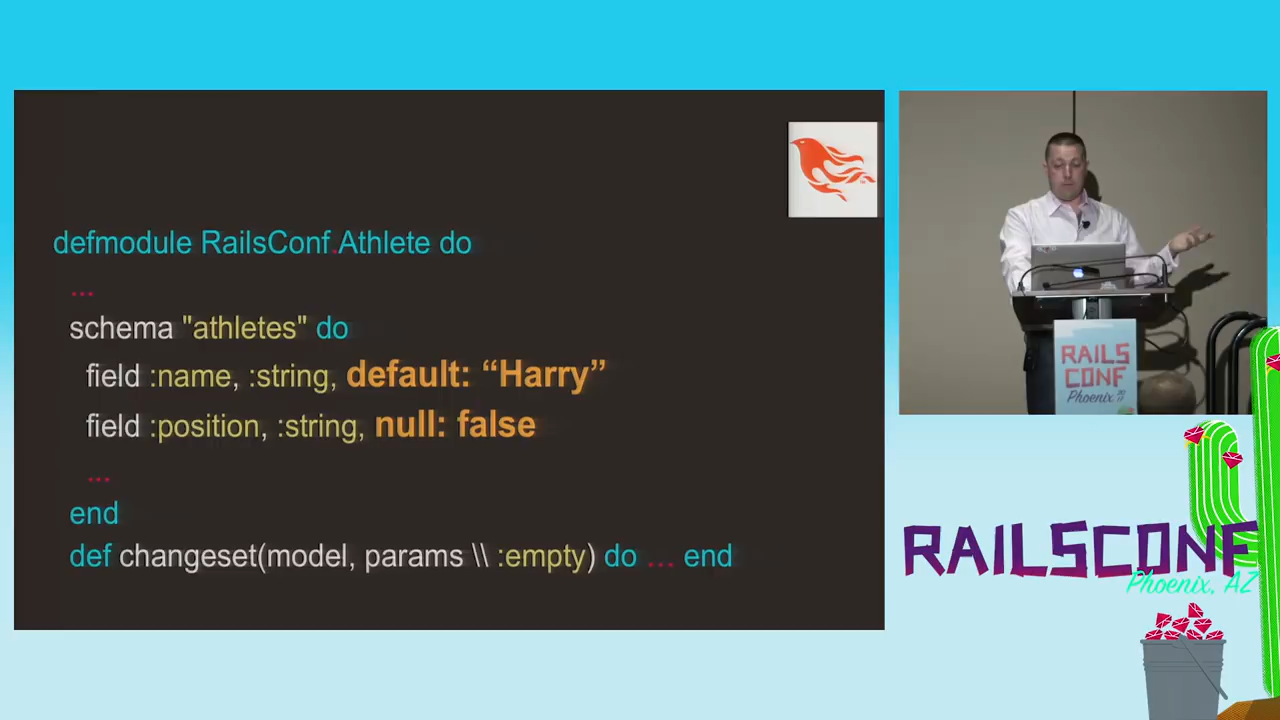 defmodule RailsConf.Athlete do
...
schema "athletes" do
field :name, :string, default: “Harry”
field :position, :string, null: false
...
end
def changeset(model, params \\ :empty) do ... end
RAILS
CONF
Phoenix 2017
RAILSCONF
Phoenix, AZ